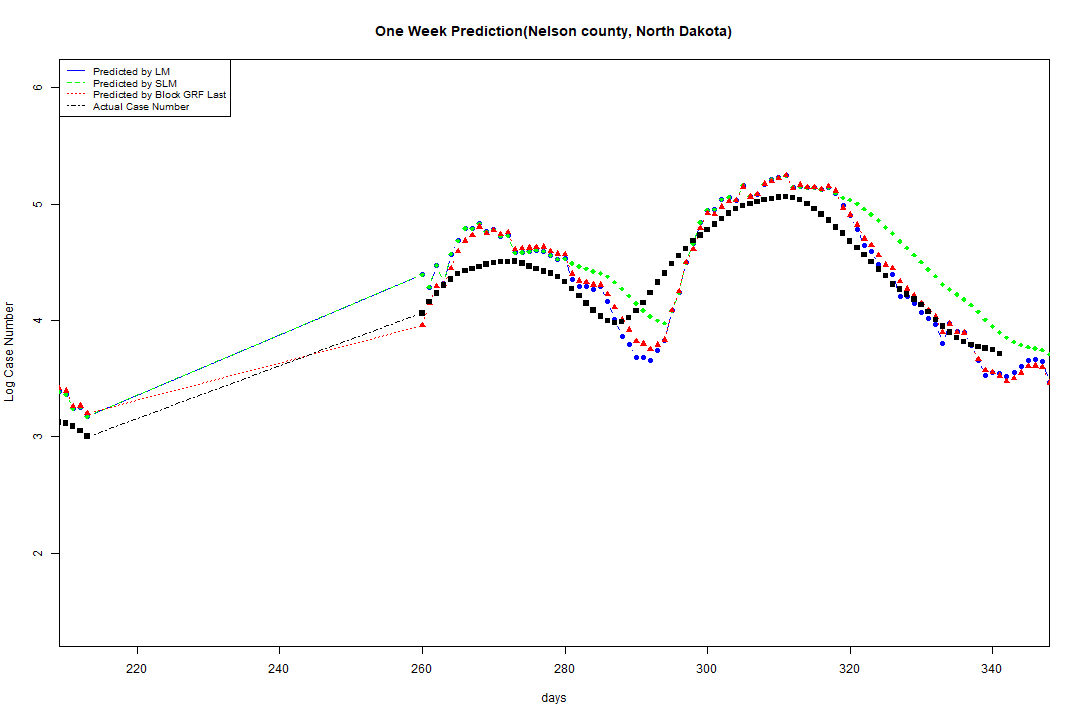 One Week Prediction(Nelson county, North Dakota)
Predicted by LM
Predicted by SLM
Predicted by Block GRF Last
Actual Case Number
6
5
4
3
2
Log Case Number
220 240 260 280 300 320 340
days